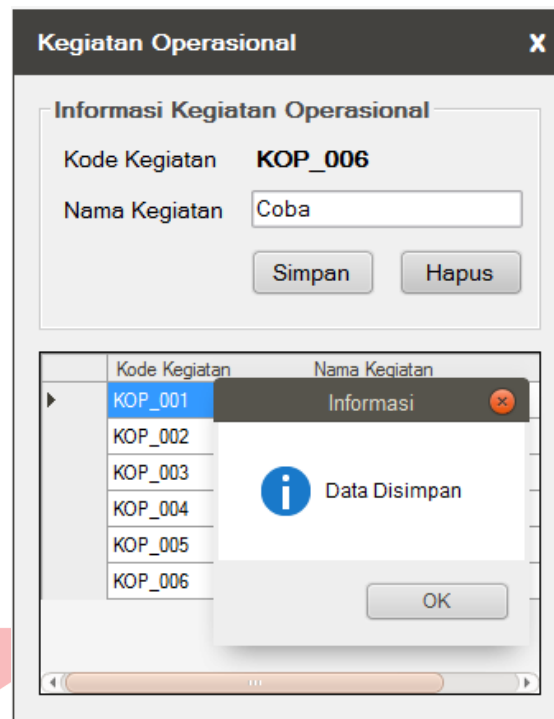 Kegiatan Operasional X
Informasi Kegiatan Operasional
Kode Kegiatan KOP_006
Nama Kegiatan Coba
Simpan Hapus
Kode Kegiatan Nama Kegiatan
KOP_001
KOP_002
KOP_003
KOP_004
KOP_005
KOP_006
Informasi
Data Disimpan
OK